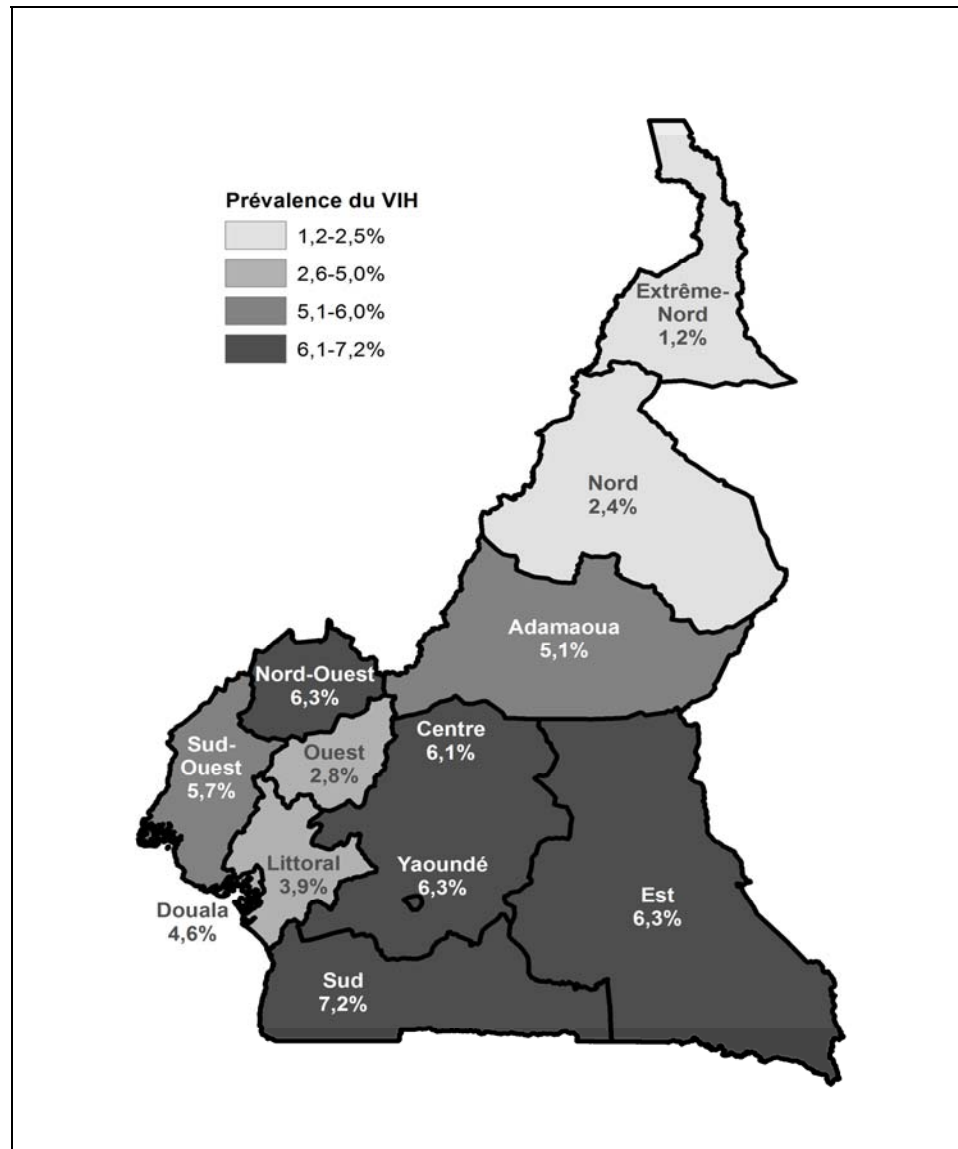 Prévalence du VIH
1,2-2,5%
2,6-5,0%
5,1-6,0%
6,1-7,2%
Extrême-
Nord
1,2%
Nord
2,4%
Adamaoua
5,1%
Nord-Ouest
6,3%
Sud-
Ouest
5,7%
Ouest
2,8%
Centre
6,1%
Littoral
3,9%
Yaoundé
6,3%
Douala
4,6%
Est
6,3%
Sud
7,2%